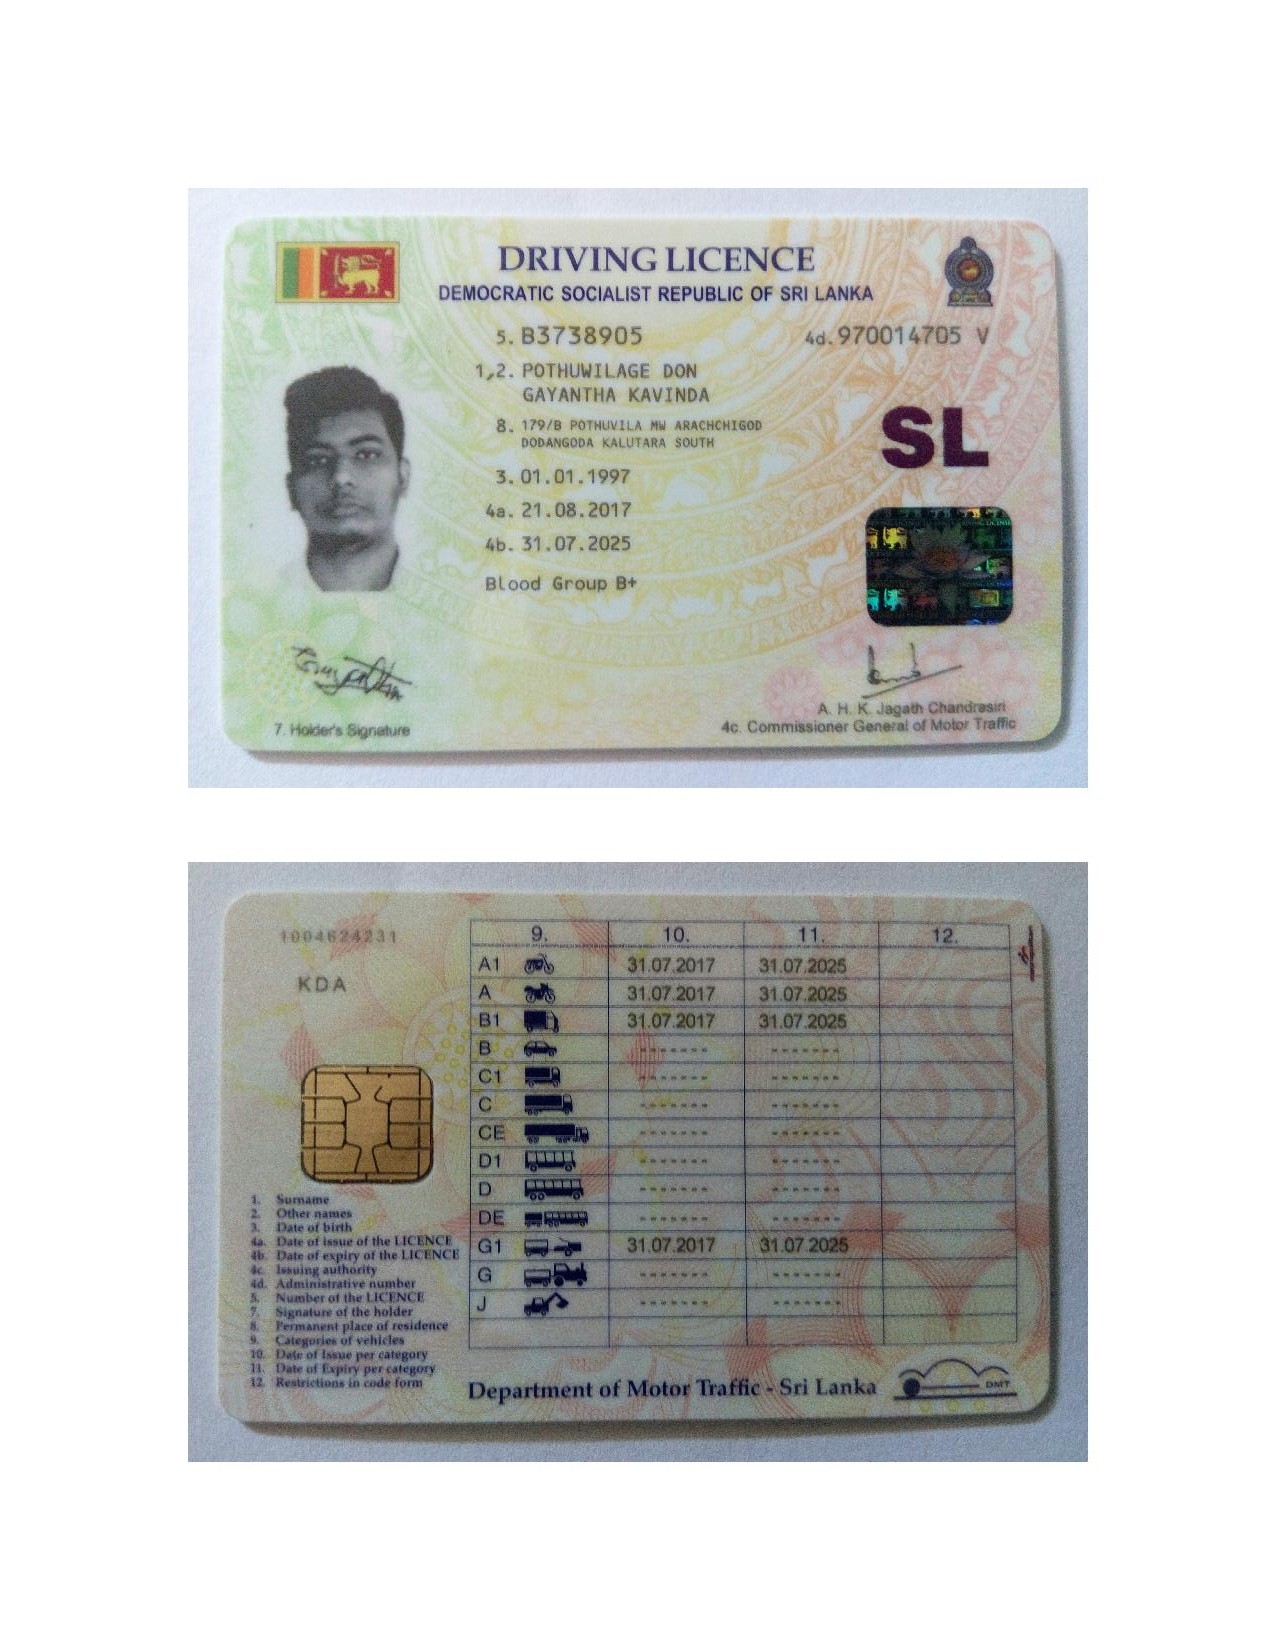 DRIVING LICENCE
DEMOCRATIC SOCIALIST REPUBLIC OF SRI LANKA
5. B3738905 4d. 970014705 V
1,2. POTHUWILAGE DON
GAYANTHA KAVINDA
8. 179/B POTHUVILA MW ARACHCHIGOD
DODANGODA KALUTARA SOUTH
SL
3. 01.01.1997
4a. 21.08.2017
4b. 31.07.2025
Blood Group B+
A. H. K. Jagath Chandrasiri
7. Holder's Signature 4c. Commissioner General of Motor Traffic
1004624231
KDA
9. 10. 11. 12.
A1 31.07.2017 31.07.2025
A 31.07.2017 31.07.2025
B1 31.07.2017 31.07.2025
B ------- -------
C1 ------- -------
C ------- -------
CE ------- -------
D1 ------- -------
D ------- -------
DE ------- -------
G1 31.07.2017 31.07.2025
G ------- -------
J ------- -------
1. Surname
2. Other names
3. Date of birth
4a. Date of issue of the LICENCE
4b. Date of expiry of the LICENCE
4c. Issuing authority
4d. Administrative number
5. Number of the LICENCE
7. Signature of the holder
8. Permanent place of residence
9. Categories of vehicles
10. Date of Issue per category
11. Date of Expiry per category
12. Restrictions in code form
Department of Motor Traffic - Sri Lanka DMT